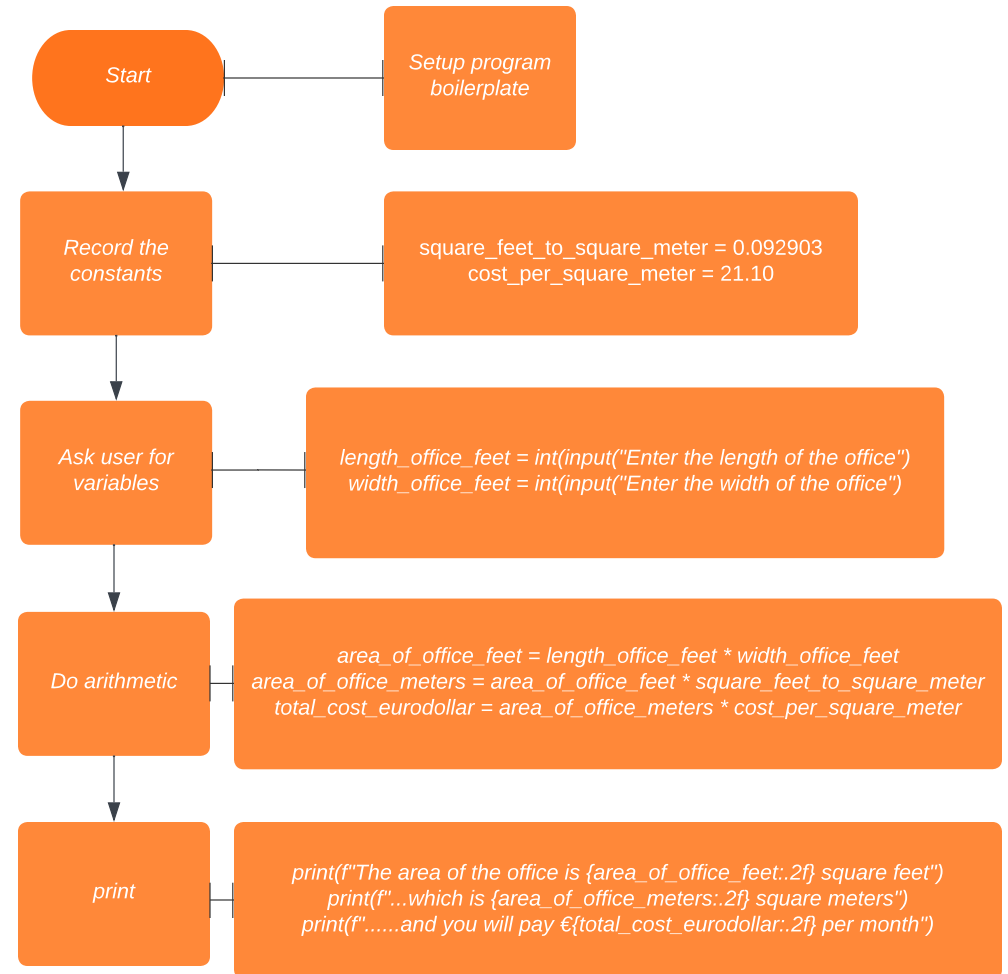 Start
Setup program
boilerplate
Record the
constants
square_feet_to_square_meter = 0.092903
cost_per_square_meter = 21.10
Ask user for
variables
length_office_feet = int(input("Enter the length of the office")
width_office_feet = int(input("Enter the width of the office")
Do arithmetic
area_of_office_feet = length_office_feet * width_office_feet
area_of_office_meters = area_of_office_feet * square_feet_to_square_meter
total_cost_eurodollar = area_of_office_meters * cost_per_square_meter
print
print(f"The area of the office is {area_of_office_feet:.2f} square feet")
print(f"...which is {area_of_office_meters:.2f} square meters")
print(f"......and you will pay €{total_cost_eurodollar:.2f} per month")